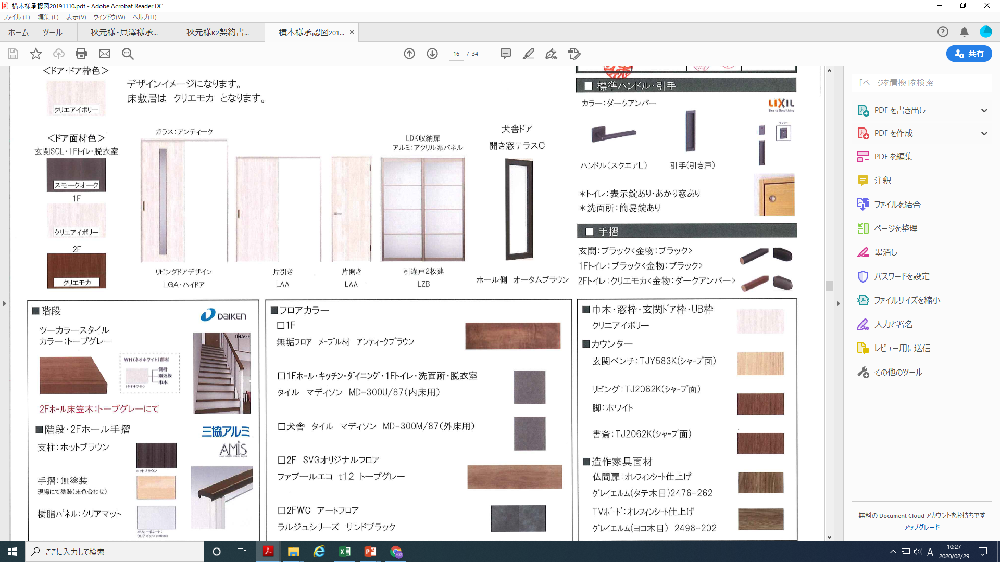 横木様承認図20191110.pdf - Adobe Acrobat Reader DC
ファイル (F) 編集 (E) 表示(V) ウィンドウ(W) ヘルプ(H)
ホーム ツール 秋元様・貝澤様承... 秋元様K2契約書... 横木様承認図201... ×
16 / 34
共有
<ドア・ドア枠色>
クリエアイボリー
デザインイメージになります。
床敷居は クリエモカ となります。
<ドア面材色>
玄関SCL・1Fトイレ・脱衣室
スモークオーク
1F
クリエアイボリー
2F
クリエモカ
ガラス：アンティーク
リビングドアデザイン
LGA・ハイドア
片引き
LAA
片開き
LAA
LDK収納扉
アルミ：アクリル系パネル
引違戸2枚建
LZB
犬舎ドア
開き窓テラスC
ホール側 オータムブラウン
■ 標準ハンドル・引手
カラー：ダークアンバー
LIXIL
Link to Good Living
プッシュ
ハンドル（スクエアL）
引手(引き戸)
＊トイレ：表示錠あり・あかり窓あり
＊洗面所：簡易錠あり
■ 手摺
玄関：ブラック<金物：ブラック>
1Fトイレ：ブラック<金物：ブラック>
2Fトイレ：クリエモカ<金物：ダークアンバー>
■階段
DAIKEN
ツーカラースタイル
カラー：トープグレー
IMAGE
WH(ネオホワイト)部材
側桁
蹴込板
巾木
(ネオホワイト)
2Fホール床笠木：トープグレーにて
■階段・2Fホール手摺
三協アルミ
AMiS
支柱：ホットブラウン
ホットブラウン
手摺：無塗装
現場にて塗装(床色合わせ)
樹脂パネル：クリアマット
ポリカーボネート：
■フロアカラー
□1F
無垢フロア メープル材 アンティークブラウン
□1Fホール・キッチン・ダイニング・1Fトイレ・洗面所・脱衣室
タイル マディソン MD-300U/87(内床用)
□犬舎 タイル マディソン MD-300M/87(外床用)
□2F SVGオリジナルフロア
ファブールエコ t12 トープグレー
□2FWC アートフロア
ラルジュシリーズ サンドブラック
■巾木・窓枠・玄関ドア枠・UB枠
クリエアイボリー
■カウンター
玄関ベンチ：TJY583K(シャープ面)
リビング：TJ2062K(シャープ面)
脚：ホワイト
書斎：TJ2062K(シャープ面)
■造作家具面材
仏間扉：オレフィンシート仕上げ
グレイエルム(タテ木目)2476-262
TVボード：オレフィンシート仕上げ
グレイエルム(ヨコ木目) 2498-202
「ページを置換」を検索
PDF を書き出し
PDF を作成
PDF を編集
注釈
ファイルを結合
ページを整理
墨消し
パスワードを設定
ファイルサイズを縮小
入力と署名
レビュー用に送信
その他のツール
無料の Document Cloud アカウントをお持ちです
アップグレード
ここに入力して検索
A
10:27
2020/02/29